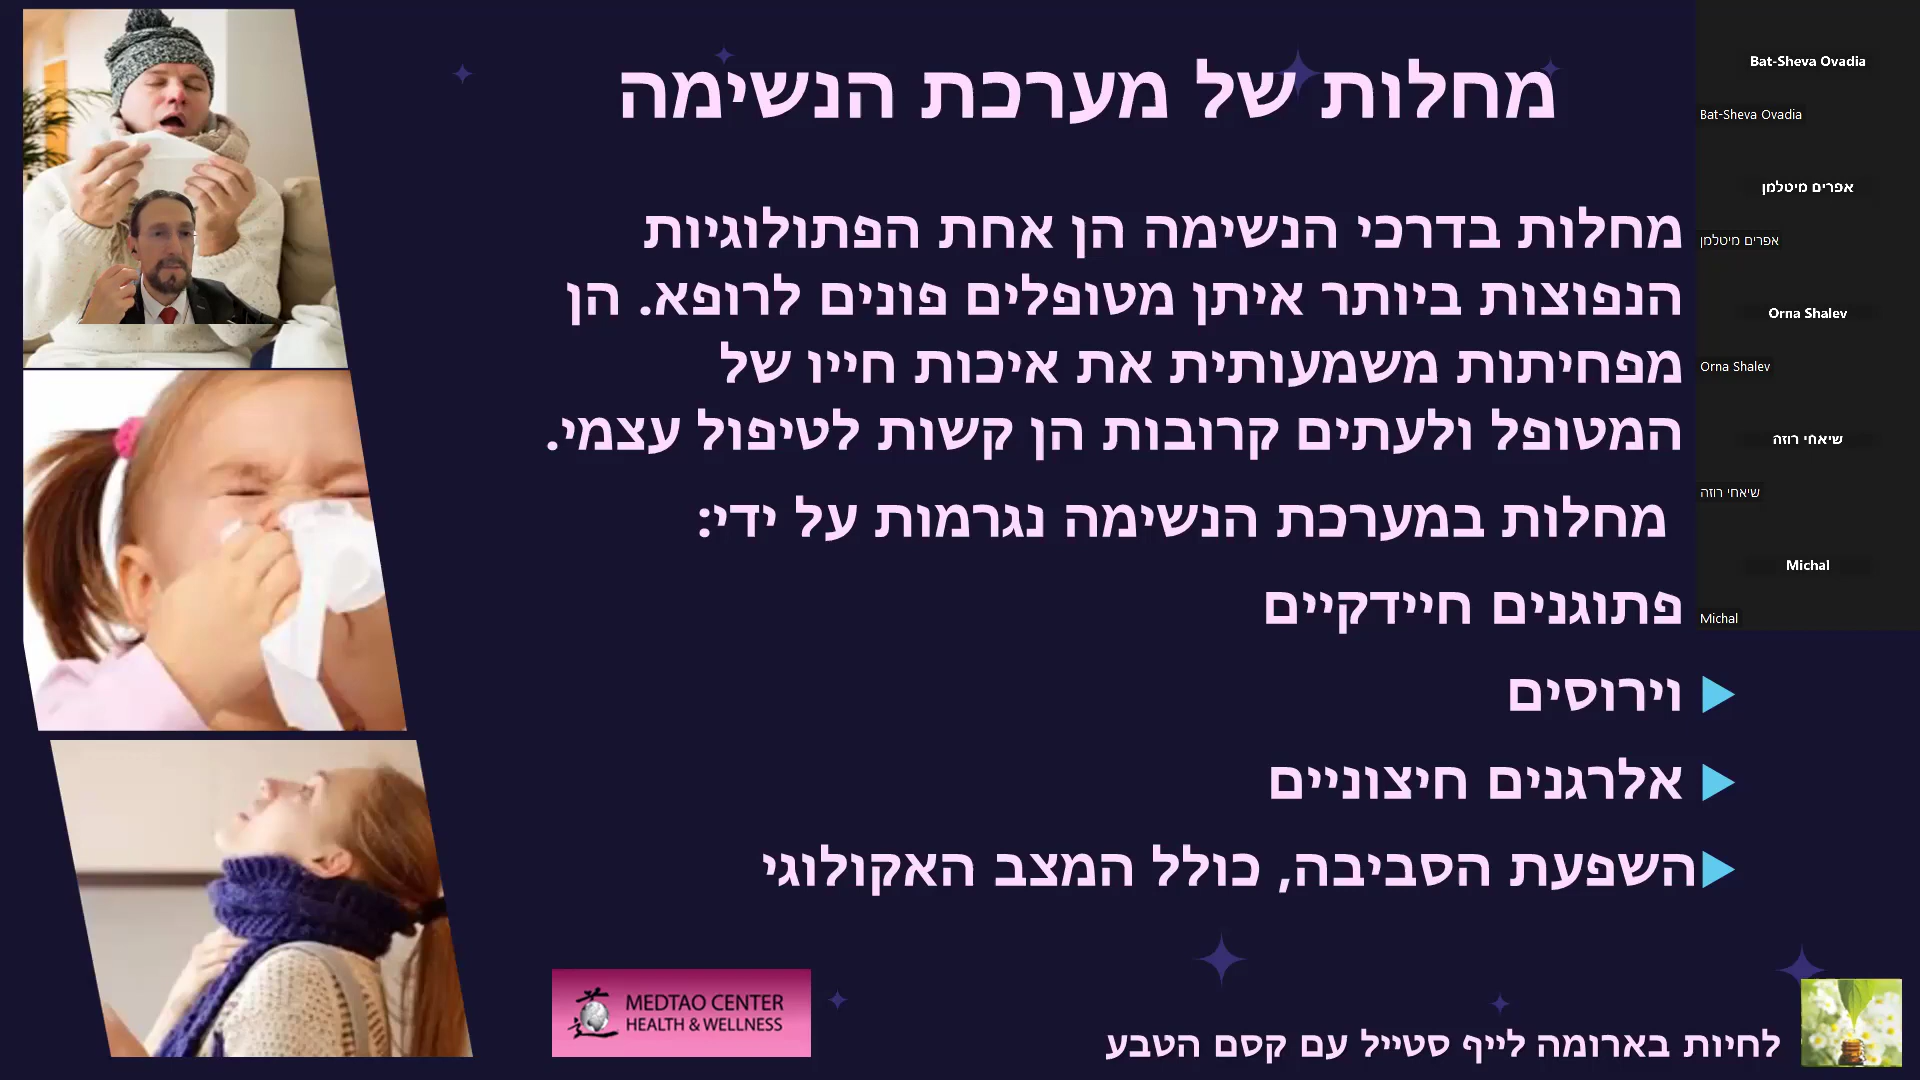 מחלות של מערכת הנשימה
מחלות בדרכי הנשימה הן אחת הפתולוגיות
הנפוצות ביותר איתן מטופלים פונים לרופא. הן
מפחיתות משמעותית את איכות חייו של
המטופל ולעתים קרובות הן קשות לטיפול עצמי.
מחלות במערכת הנשימה נגרמות על ידי:
פתוגנים חיידקיים
וירוסים
אלרגנים חיצוניים
השפעת הסביבה, כולל המצב האקולוגי
MEDTAO CENTER
HEALTH & WELLNESS
לחיות בארומה לייף סטייל עם קסם הטבע
Bat-Sheva Ovadia
Bat-Sheva Ovadia
אפרים מיטלמן
אפרים מיטלמן
Orna Shalev
Orna Shalev
שיאחי רוזה
שיאחי רוזה
Michal
Michal